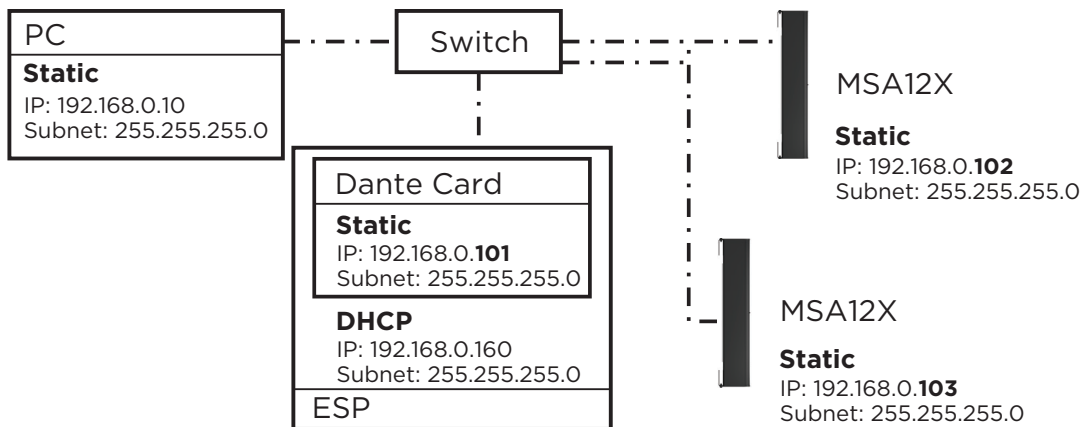 PC
Static
IP: 192.168.0.10
Subnet: 255.255.255.0
Switch
MSA12X
Static
IP: 192.168.0.102
Subnet: 255.255.255.0
Dante Card
Static
IP: 192.168.0.101
Subnet: 255.255.255.0
DHCP
IP: 192.168.0.160
Subnet: 255.255.255.0
ESP
MSA12X
Static
IP: 192.168.0.103
Subnet: 255.255.255.0